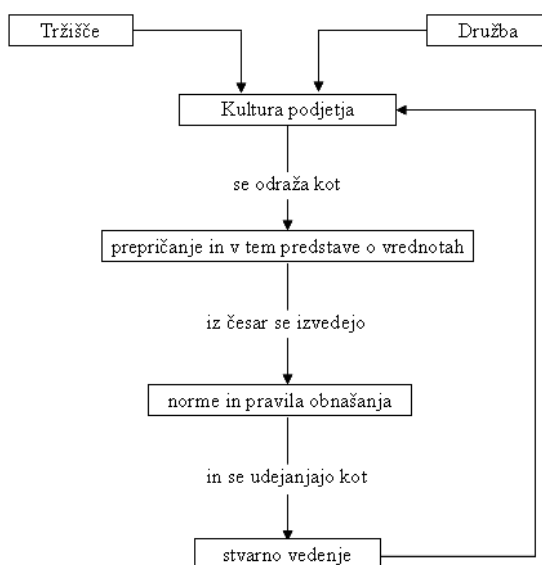 Tržišče
Družba
Kultura podjetja
se odraža kot
prepričanje in v tem predstave o vrednotah
iz česar se izvedejo
norme in pravila obnašanja
in se udejanjajo kot
stvarno vedenje